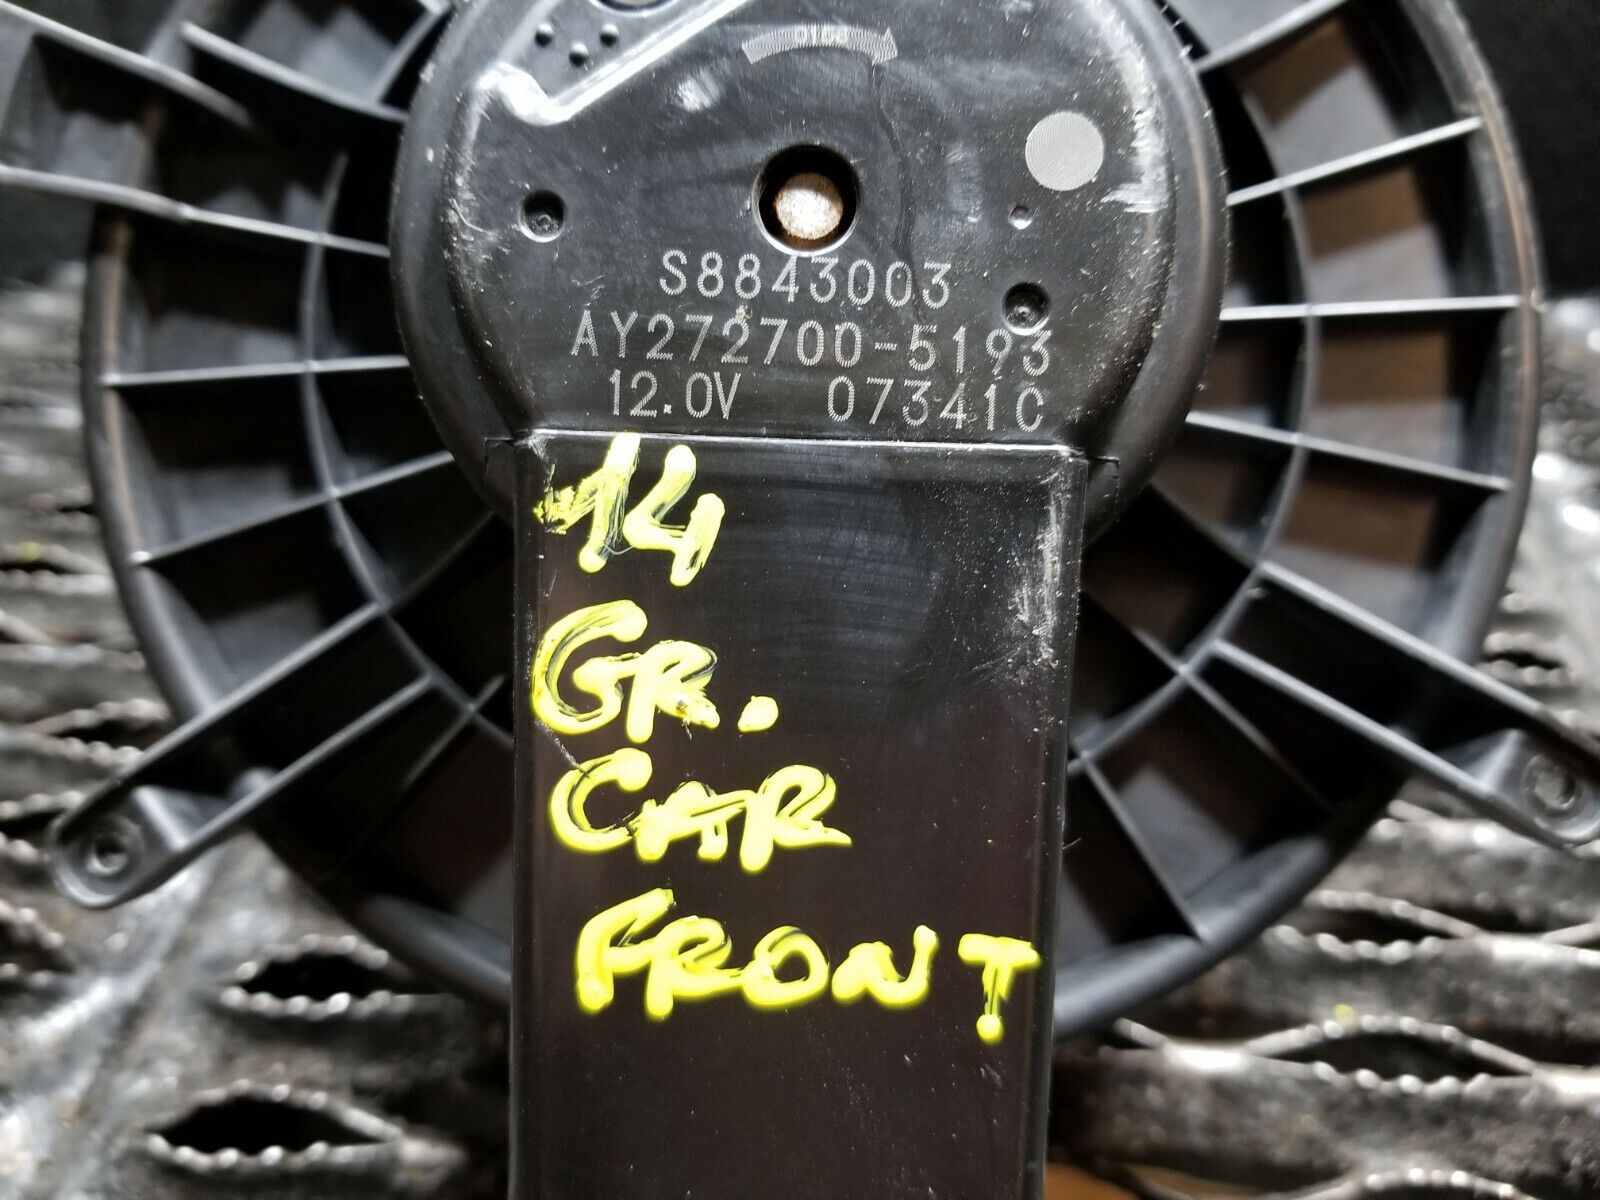 S8843003
AY272700-5193
12.0V 07341C
14
GR.
CAR
FRONT